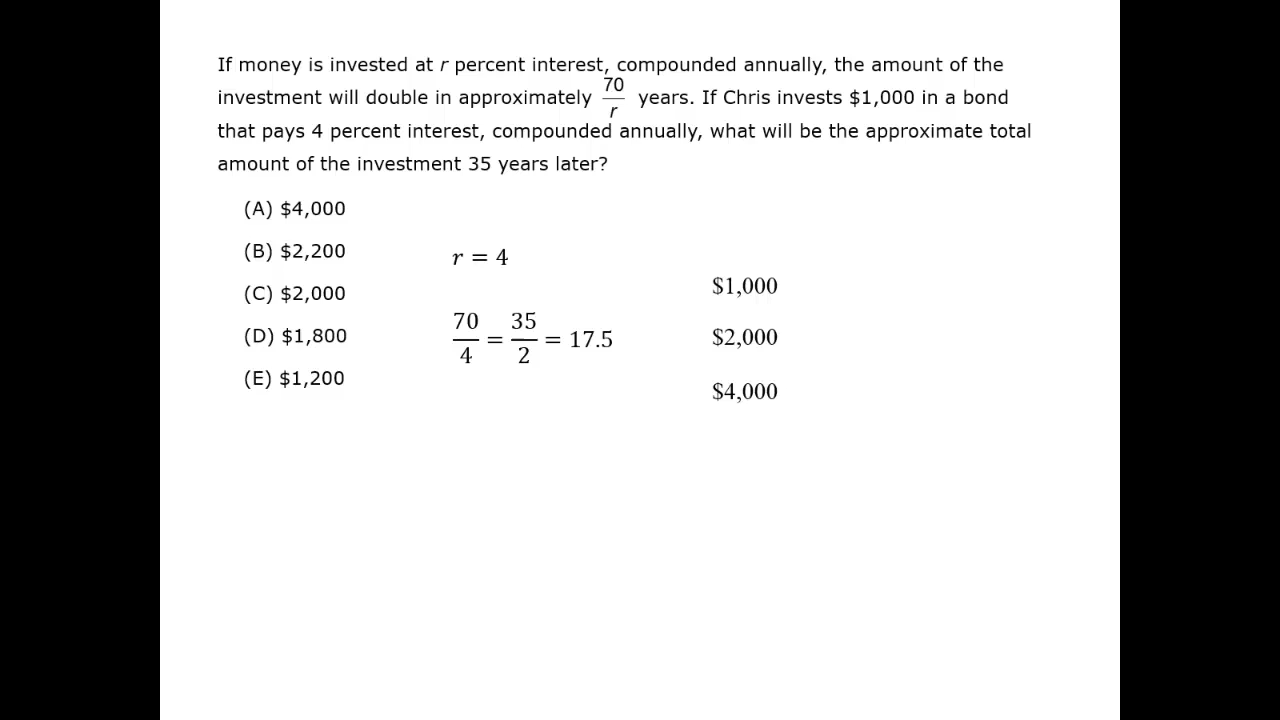 If money is invested at r percent interest, compounded annually, the amount of the
investment will double in approximately 70/r years. If Chris invests $1,000 in a bond
that pays 4 percent interest, compounded annually, what will be the approximate total
amount of the investment 35 years later?
(A) $4,000
(B) $2,200
(C) $2,000
(D) $1,800
(E) $1,200
r = 4
70/4 = 35/2 = 17.5
$1,000
$2,000
$4,000